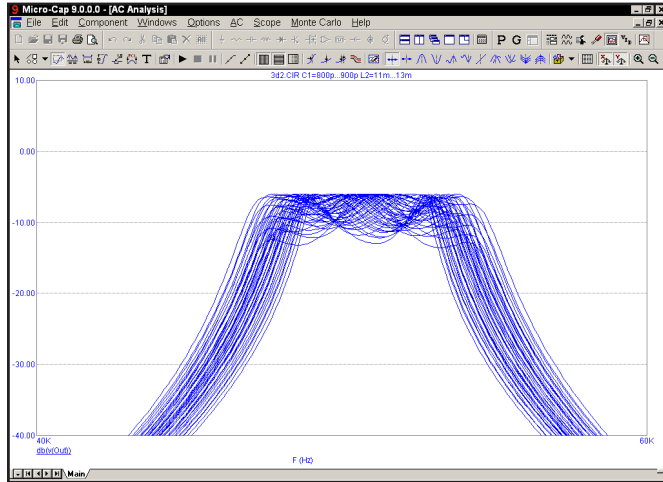 9 Micro-Cap 9.0.0.0 - [AC Analysis]
File Edit Component Windows Options AC Scope Monte Carlo Help
P G
T
3d2.CIR C1=800p...900p L2=11m...13m
10.00
0.00
-10.00
-20.00
-30.00
-40.00
40K 60K
db(v(Out))
F (Hz)
Main